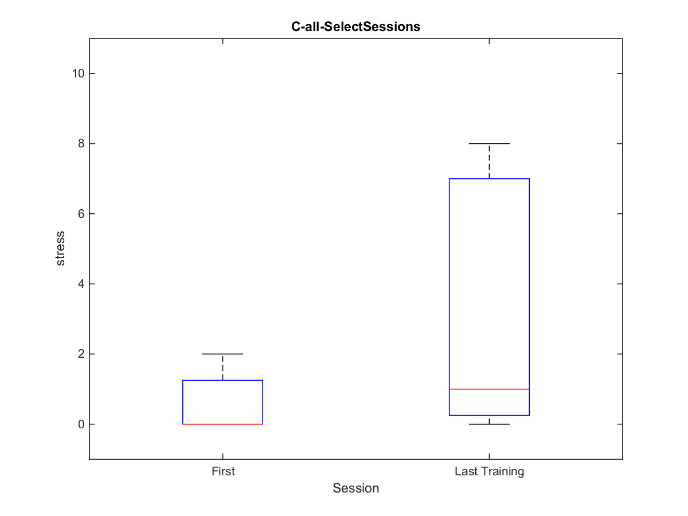 C-all-SelectSessions
10
8
6
4
2
0
stress
First
Last Training
Session